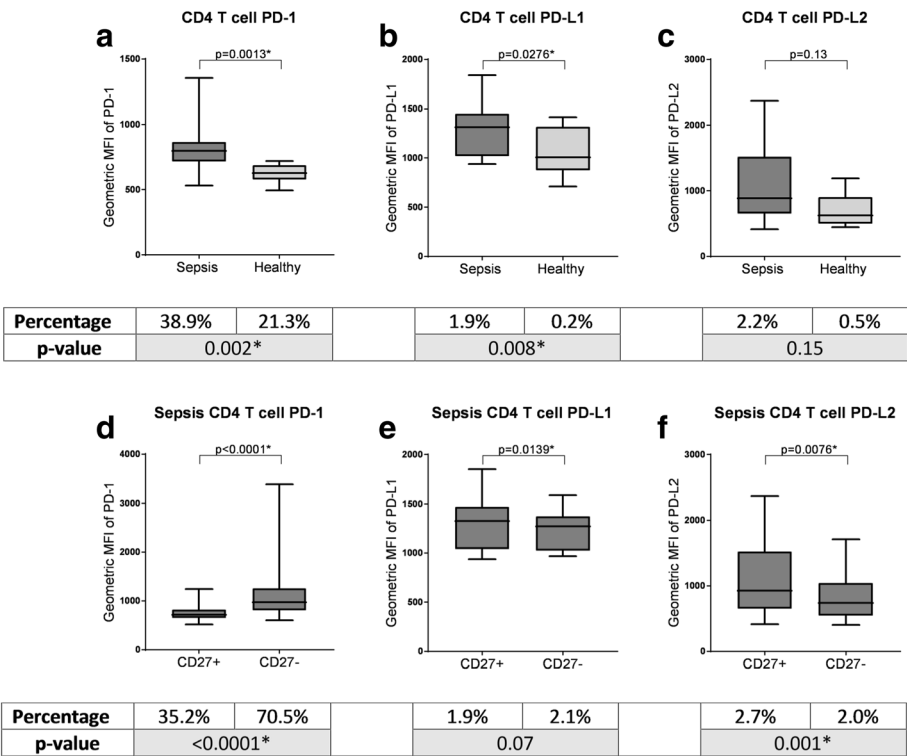 CD4 T cell PD-1
CD4 T cell PD-L1
CD4 T cell PD-L2
a
b
c
p=0.0013*
p=0.0276*
p=0.13
Geometric MFI of PD-1
1500
1000
500
0
Sepsis Healthy
Geometric MFI of PD-L1
2000
1500
1000
500
0
Sepsis Healthy
Geometric MFI of PD-L2
3000
2000
1000
0
Sepsis Healthy
Percentage 38.9% 21.3% 1.9% 0.2% 2.2% 0.5%
p-value 0.002* 0.008* 0.15
Sepsis CD4 T cell PD-1
Sepsis CD4 T cell PD-L1
Sepsis CD4 T cell PD-L2
d
e
f
p<0.0001*
p=0.0139*
p=0.0076*
Geometric MFI of PD-1
4000
3000
2000
1000
0
CD27+ CD27-
Geometric MFI of PD-L1
2000
1500
1000
500
0
CD27+ CD27-
Geometric MFI of PD-L2
3000
2000
1000
0
CD27+ CD27-
Percentage 35.2% 70.5% 1.9% 2.1% 2.7% 2.0%
p-value <0.0001* 0.07 0.001*